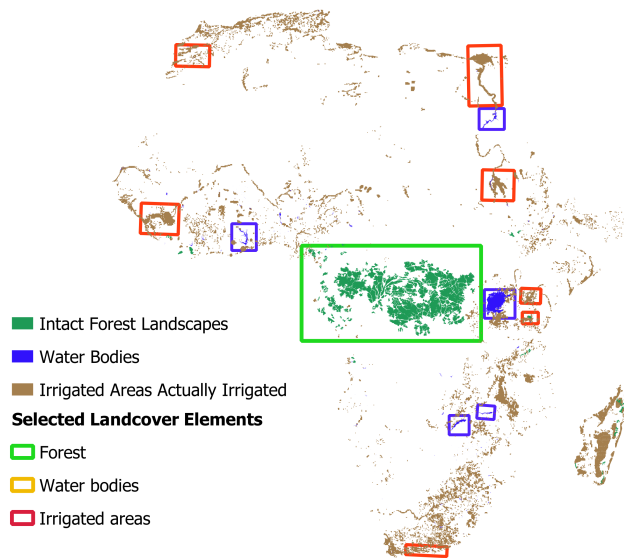 Intact Forest Landscapes
Water Bodies
Irrigated Areas Actually Irrigated
Selected Landcover Elements
Forest
Water bodies
Irrigated areas